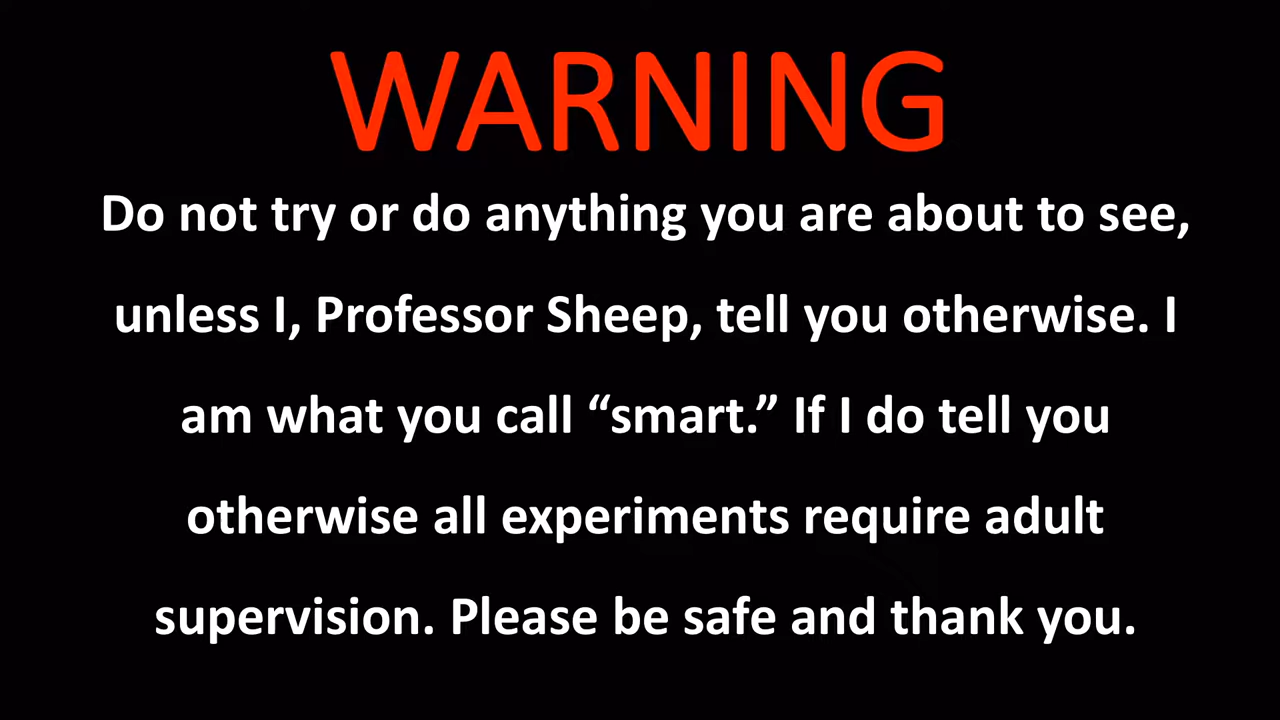 WARNING
Do not try or do anything you are about to see,
unless I, Professor Sheep, tell you otherwise. I
am what you call “smart.” If I do tell you
otherwise all experiments require adult
supervision. Please be safe and thank you.